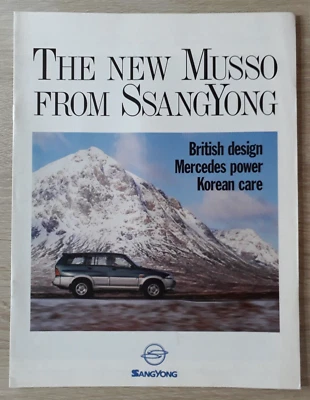 THE NEW MUSSO
FROM SSANGYONG
British design
Mercedes power
Korean care
SSANGYONG